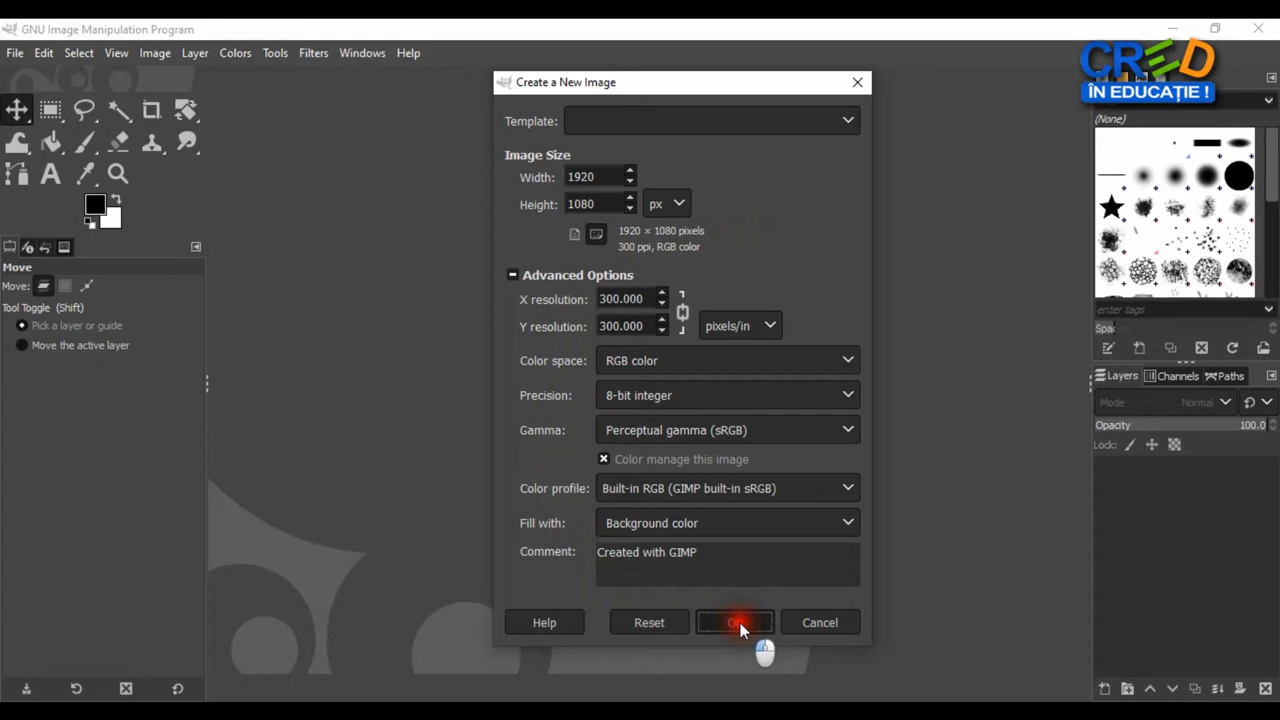 GNU Image Manipulation Program
CRED
ÎN EDUCAȚIE !
File Edit Select View Image Layer Colors Tools Filters Windows Help
Create a New Image
Template:
Image Size
Width: 1920
Height: 1080 px
1920 × 1080 pixels
300 ppi, RGB color
Advanced Options
X resolution: 300.000
Y resolution: 300.000 pixels/in
Color space: RGB color
Precision: 8-bit integer
Gamma: Perceptual gamma (sRGB)
Color manage this image
Color profile: Built-in RGB (GIMP built-in sRGB)
Fill with: Background color
Comment: Created with GIMP
Help Reset Cancel
Move
Move:
Tool Toggle (Shift)
Pick a layer or guide
Move the active layer
(None)
enter tags
Layers Channels Paths
Mode Normal
Opacity 100.0
Lock: